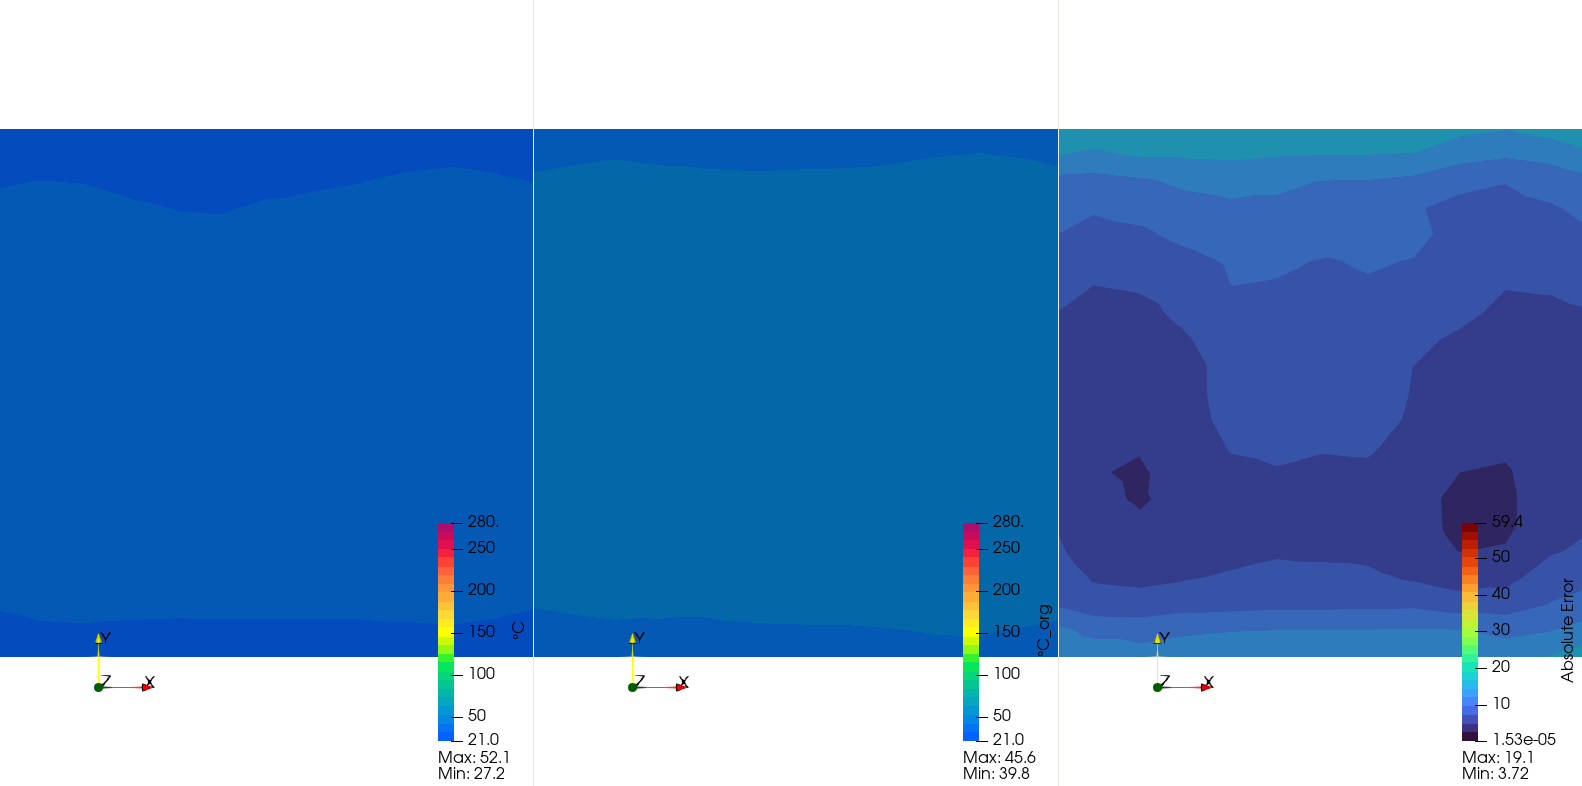 280.
250
200
150
100
50
21.0
°C
Max: 52.1
Min: 27.2
Y
Z
X
280.
250
200
150
100
50
21.0
°C_org
Max: 45.6
Min: 39.8
Y
Z
X
59.4
50
40
30
20
10
1.53e-05
Absolute Error
Max: 19.1
Min: 3.72
Y
Z
X